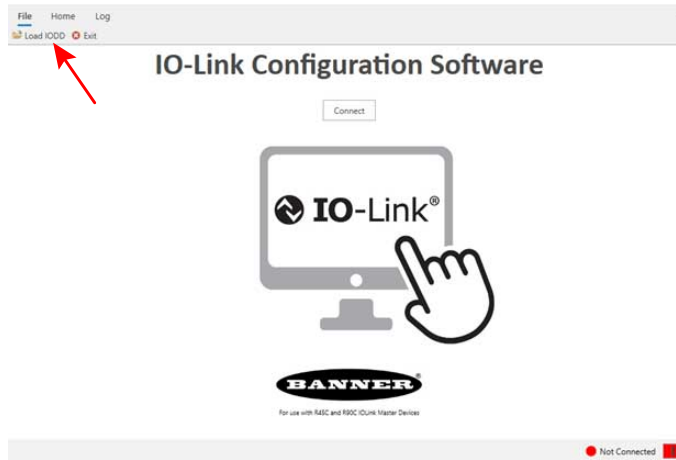 File Home Log
Load IODD Exit
IO-Link Configuration Software
Connect
IO-Link®
BANNER®
For use with R45C and R90C IOLink Master Devices
Not Connected